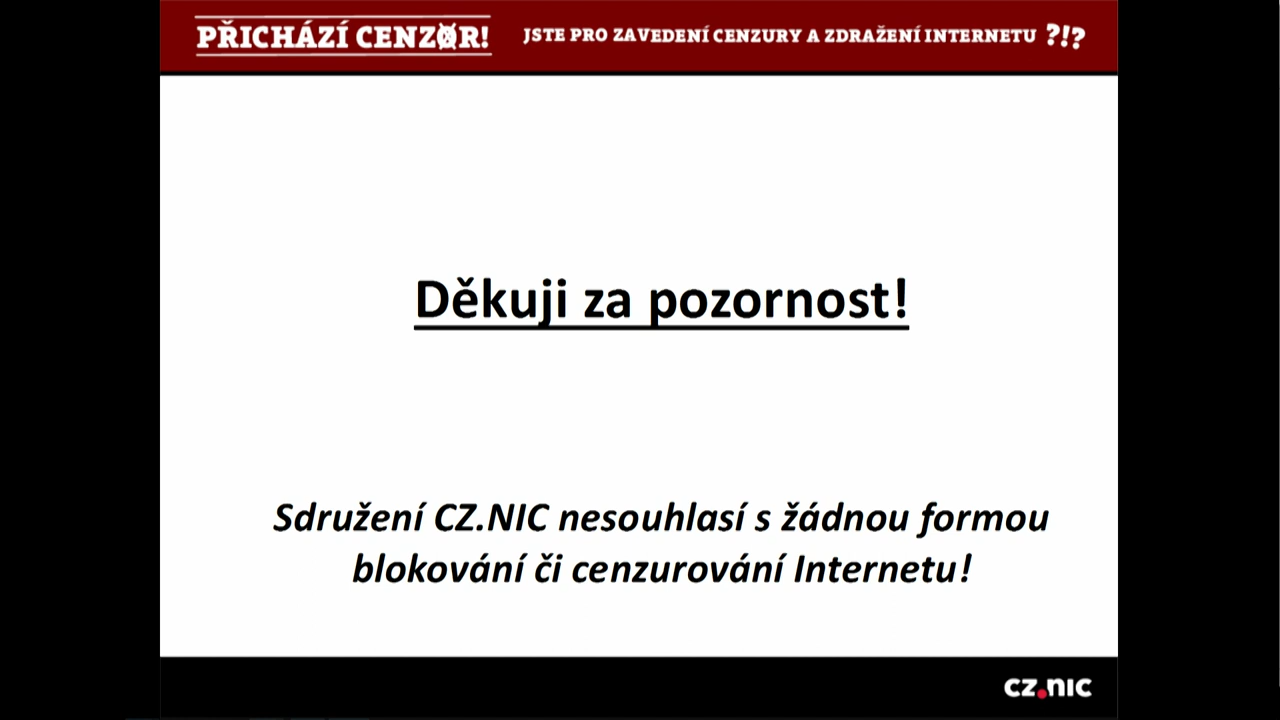 PŘICHÁZÍ CENZOR!
JSTE PRO ZAVEDENÍ CENZURY A ZDRAŽENÍ INTERNETU ?!?
Děkuji za pozornost!
Sdružení CZ.NIC nesouhlasí s žádnou formou
blokování či cenzurování Internetu!
CZ.NIC